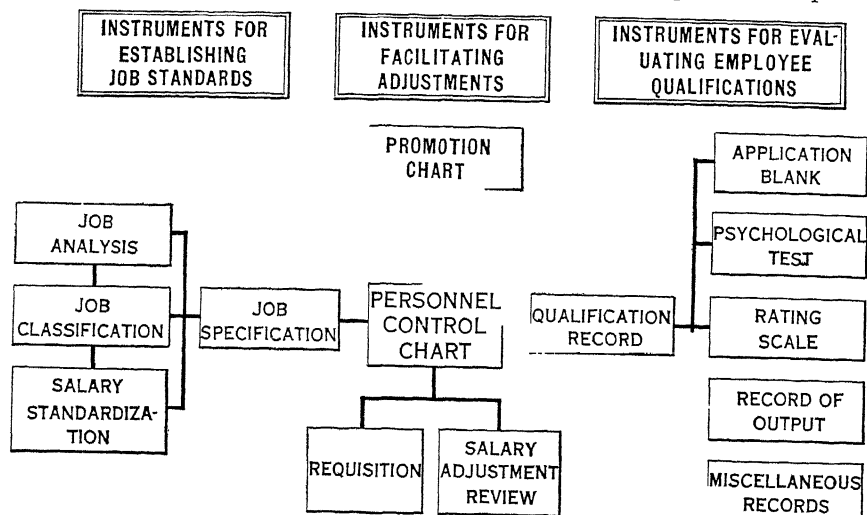 INSTRUMENTS FOR
ESTABLISHING
JOB STANDARDS
INSTRUMENTS FOR
FACILITATING
ADJUSTMENTS
INSTRUMENTS FOR EVAL-
UATING EMPLOYEE
QUALIFICATIONS
PROMOTION
CHART
APPLICATION
BLANK
JOB
ANALYSIS
PSYCHOLOGICAL
TEST
JOB
CLASSIFICATION
JOB
SPECIFICATION
PERSONNEL
CONTROL
CHART
QUALIFICATION
RECORD
RATING
SCALE
SALARY
STANDARDIZA-
TION
RECORD OF
OUTPUT
REQUISITION
SALARY
ADJUSTMENT
REVIEW
MISCELLANEOUS
RECORDS